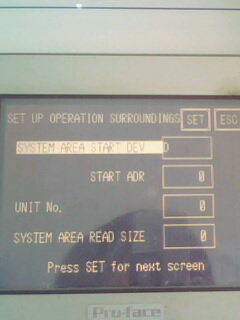 SET UP OPERATION SURROUNDINGS SET ESC
SYSTEM AREA START DEV D
START ADR 0
UNIT No. 0
SYSTEM AREA READ SIZE 0
Press SET for next screen
Pro-face